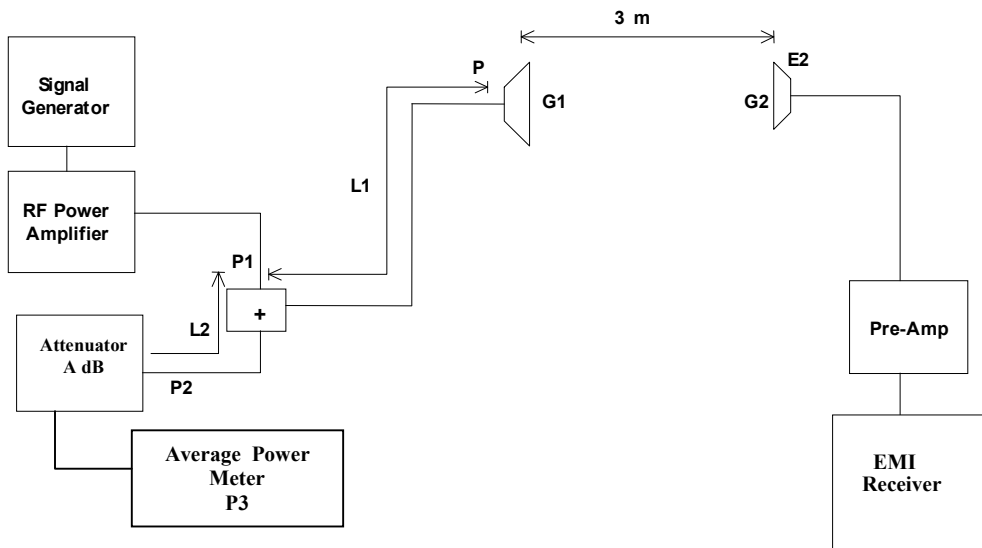 3 m
Signal
Generator
P
E2
G1
G2
L1
RF Power
Amplifier
P1
Pre-Amp
+
L2
Attenuator
A dB
P2
Average Power
Meter
P3
EMI
Receiver